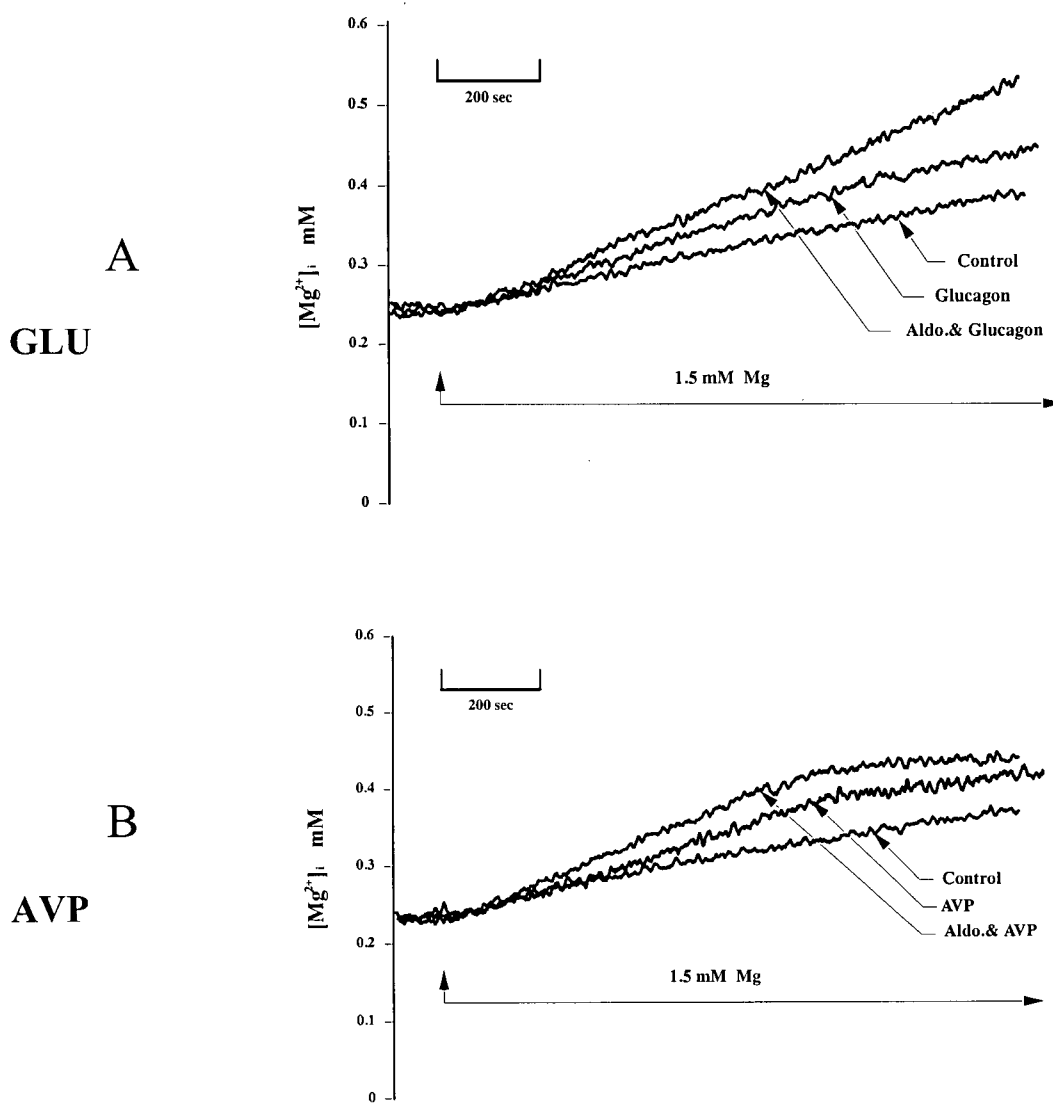 0.6
0.5
0.4
0.3
0.2
0.1
0
[Mg²⁺]ᵢ mM
200 sec
A
GLU
Control
Glucagon
Aldo.& Glucagon
1.5 mM Mg
0.6
0.5
0.4
0.3
0.2
0.1
0
[Mg²⁺]ᵢ mM
200 sec
B
AVP
Control
AVP
Aldo.& AVP
1.5 mM Mg